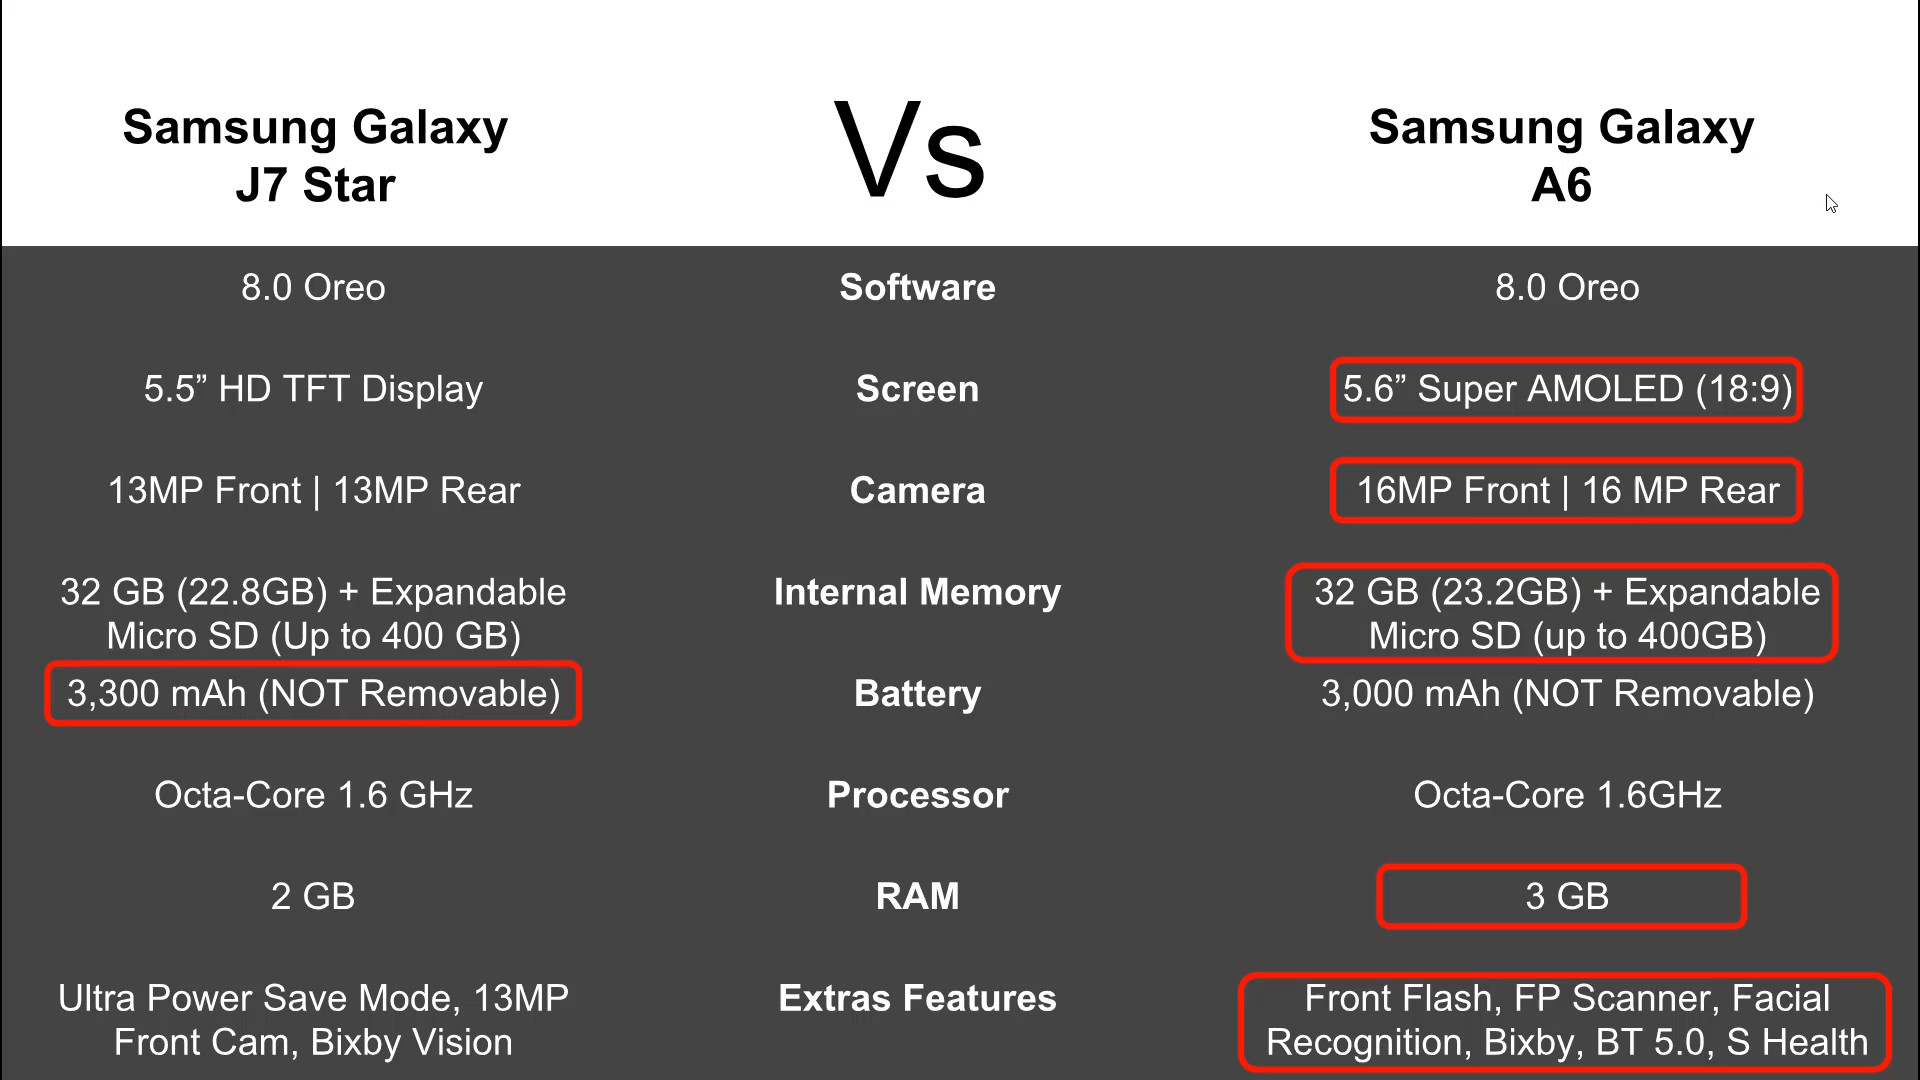 Samsung Galaxy
J7 Star
Vs
Samsung Galaxy
A6
8.0 Oreo
Software
8.0 Oreo
5.5” HD TFT Display
Screen
5.6” Super AMOLED (18:9)
13MP Front | 13MP Rear
Camera
16MP Front | 16 MP Rear
32 GB (22.8GB) + Expandable
Micro SD (Up to 400 GB)
Internal Memory
32 GB (23.2GB) + Expandable
Micro SD (up to 400GB)
3,300 mAh (NOT Removable)
Battery
3,000 mAh (NOT Removable)
Octa-Core 1.6 GHz
Processor
Octa-Core 1.6GHz
2 GB
RAM
3 GB
Ultra Power Save Mode, 13MP
Front Cam, Bixby Vision
Extras Features
Front Flash, FP Scanner, Facial
Recognition, Bixby, BT 5.0, S Health